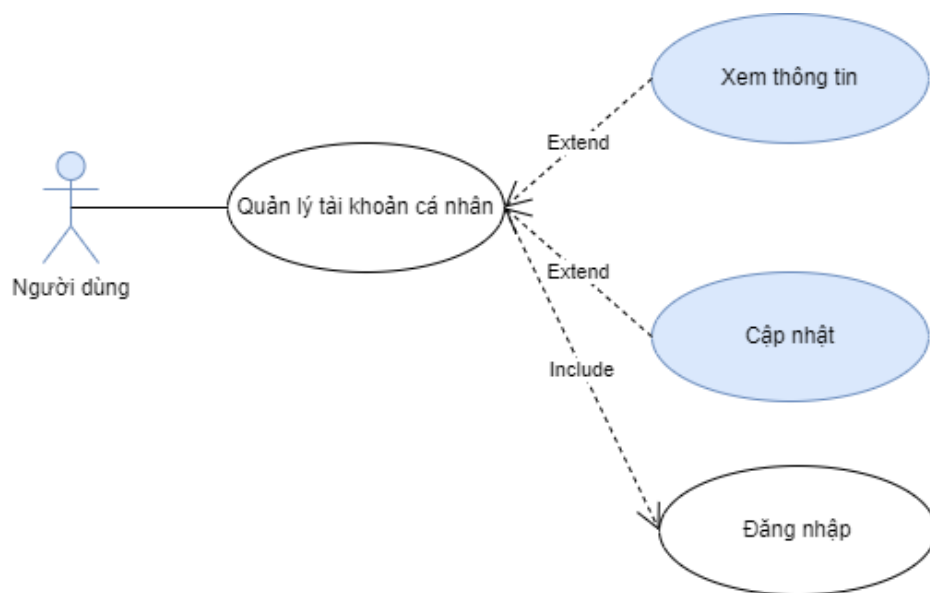 Xem thông tin
Extend
Quản lý tài khoản cá nhân
Người dùng
Extend
Cập nhật
Include
Đăng nhập